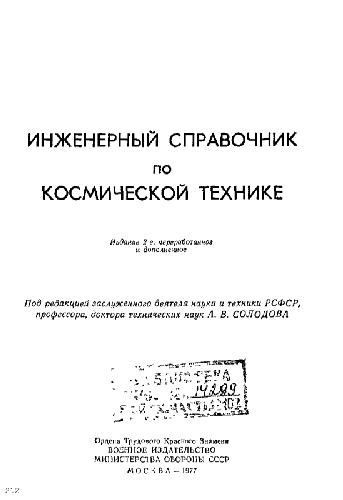 ИНЖЕНЕРНЫЙ СПРАВОЧНИК
ПО
КОСМИЧЕСКОЙ ТЕХНИКЕ
Издание 2-е, переработанное
и дополненное
Под редакцией заслуженного деятеля науки и техники РСФСР,
профессора, доктора технических наук А. В. СОЛОДОВА
БИБЛИОТЕКА
Ордена Трудового Красного Знамени
ВОЕННОЕ ИЗДАТЕЛЬСТВО
МИНИСТЕРСТВА ОБОРОНЫ СССР
МОСКВА — 1977